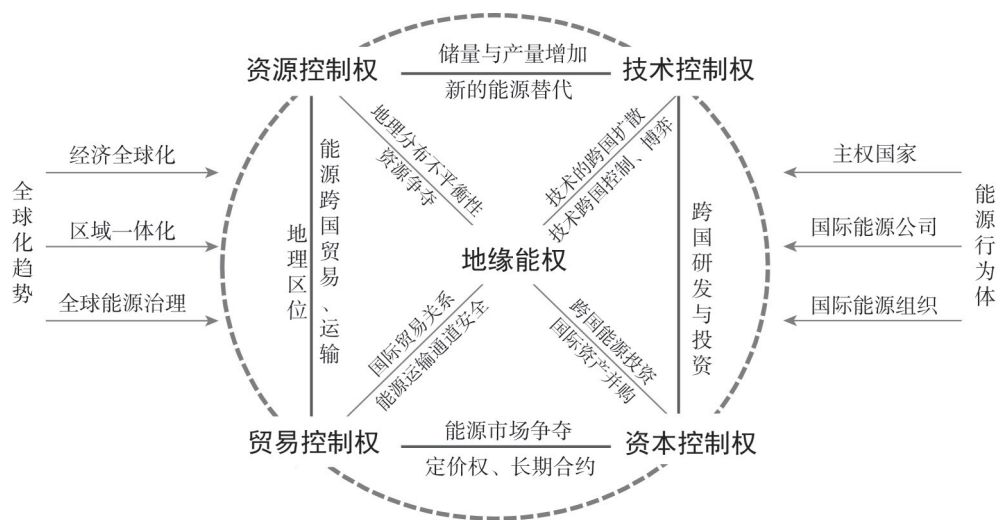 储量与产量增加
资源控制权
技术控制权
新的能源替代
地理分布不平衡性
资源争夺
技术的跨国扩散
技术跨国控制、博弈
全球化趋势
经济全球化
区域一体化
全球能源治理
能源跨国贸易、运输
地理区位
地缘能权
跨国研发与投资
主权国家
国际能源公司
国际能源组织
能源行为体
国际贸易关系
能源运输通道安全
跨国能源投资
国际资产并购
贸易控制权
能源市场争夺
资本控制权
定价权、长期合约